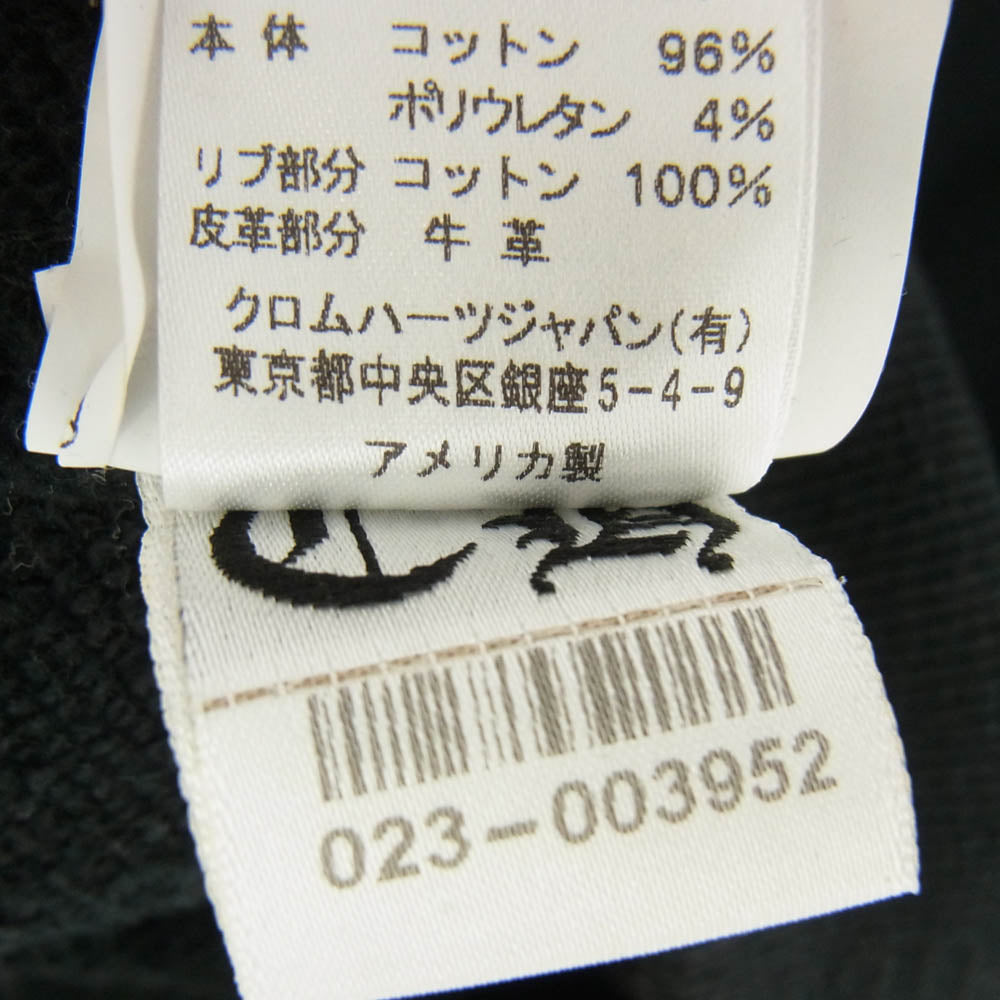 本体 コットン 96%
ポリウレタン 4%
リブ部分 コットン 100%
皮革部分 牛革
クロムハーツジャパン(有)
東京都中央区銀座5-4-9
アメリカ製
023-003952